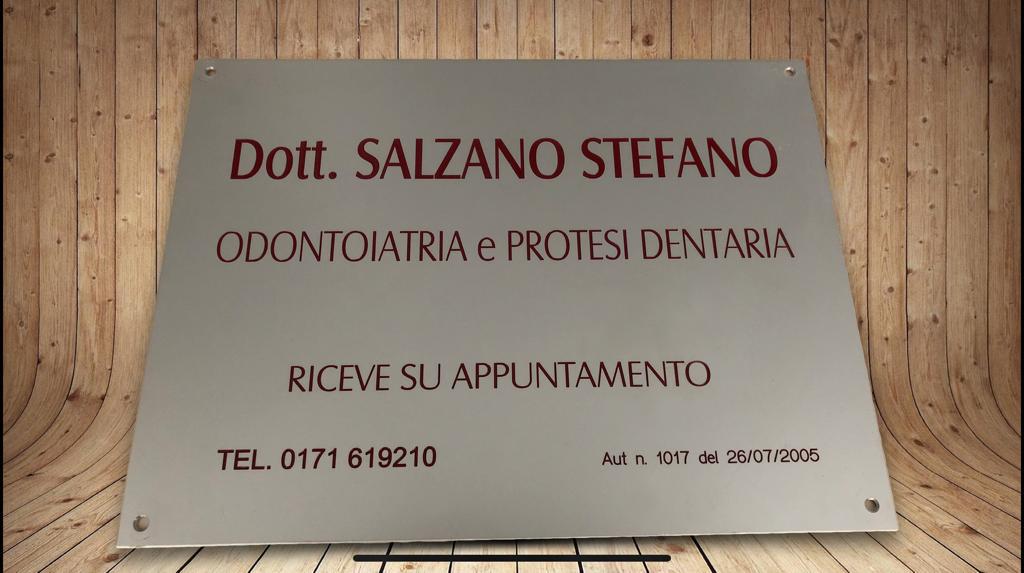 Dott. SALZANO STEFANO
ODONTOIATRIA e PROTESI DENTARIA
RICEVE SU APPUNTAMENTO
TEL. 0171 619210
Aut n. 1017 del 26/07/2005